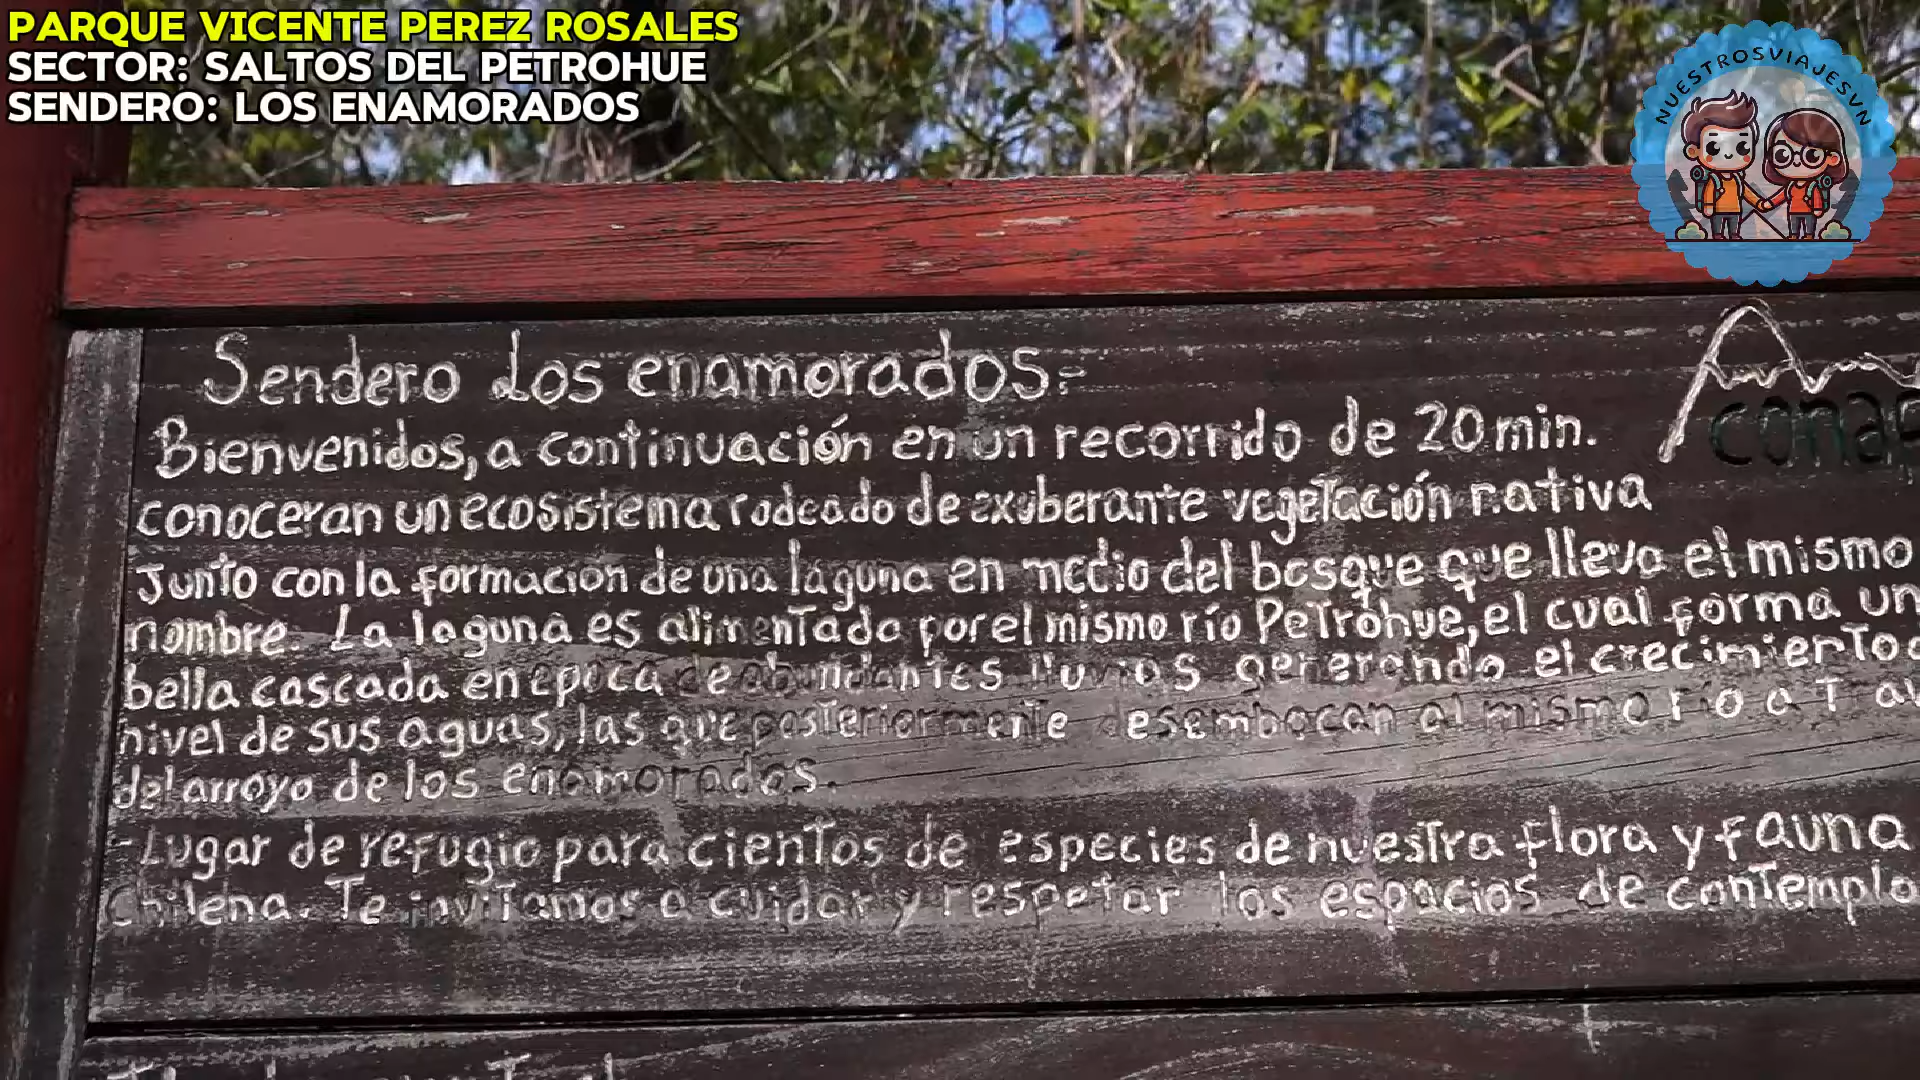 PARQUE VICENTE PEREZ ROSALES
SECTOR: SALTOS DEL PETROHUE
SENDERO: LOS ENAMORADOS
NUESTROSVIAJESVN
Sendero Los enamorados:-
Bienvenidos, a continuación en un recorrido de 20 min.
conoceran un ecosistema rodeado de exuberante vegetación nativa
Junto con la formación de una laguna en medio del bosque que lleva el mismo
nombre. La laguna es alimentada por el mismo río Petrohue, el cual forma un
bella cascada en epoca de abundantes lluvias generando el crecimiento
nivel de sus aguas, las que posteriormente desembocan al mismo río a
del arroyo de los enamorados.
-Lugar de refugio para cientos de especies de nuestra flora y fauna
Chilena. Te invitamos a cuidar y respetar los espacios de